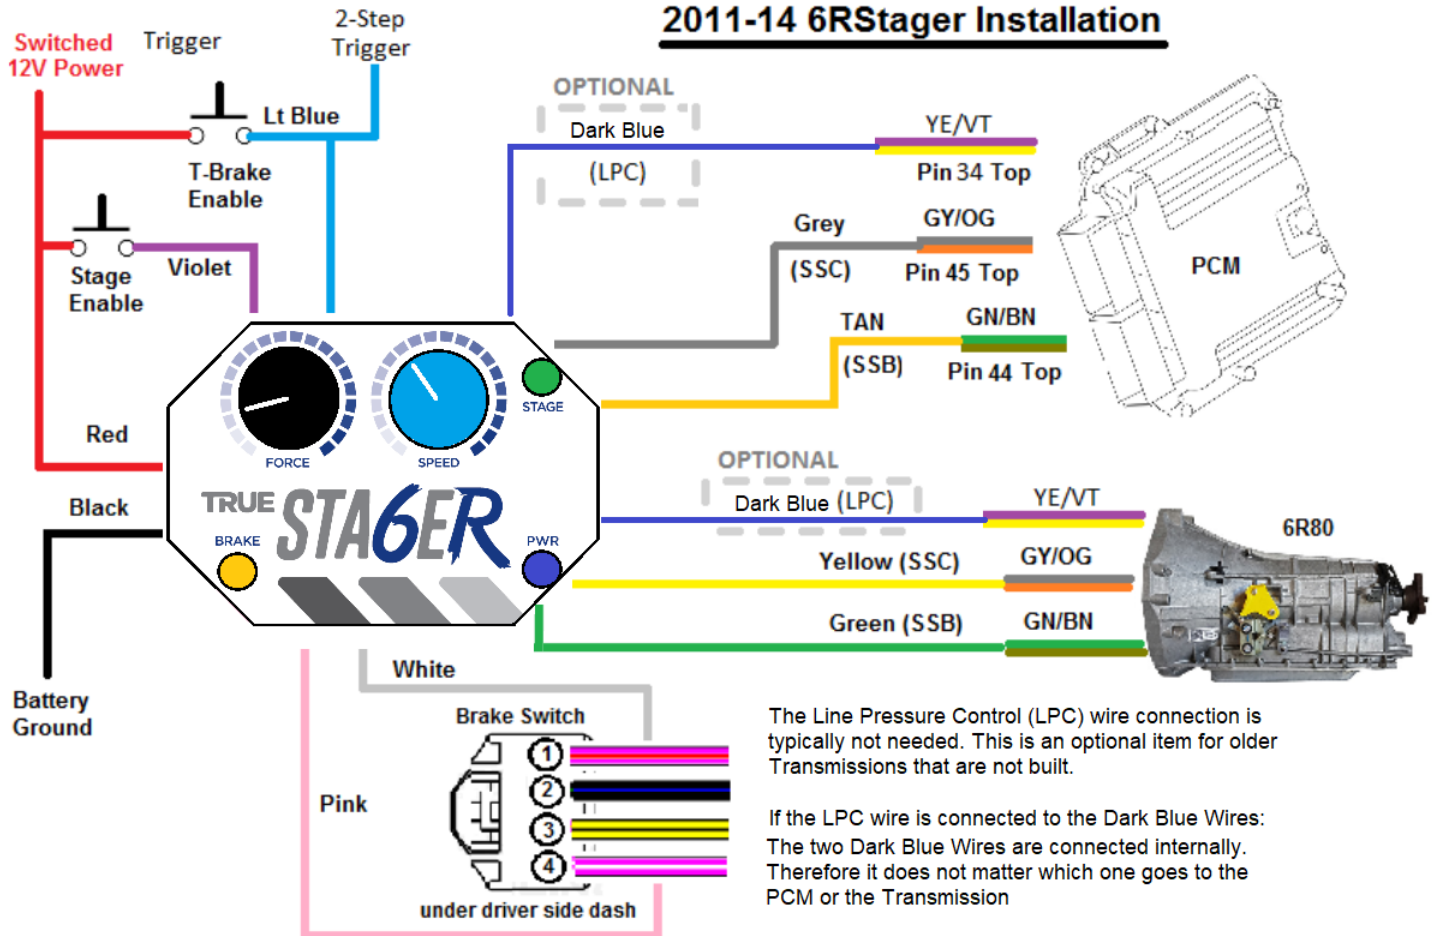 2011-14 6RStager Installation
Switched
12V Power
Trigger
2-Step
Trigger
Lt Blue
T-Brake
Enable
Stage
Enable
Violet
OPTIONAL
Dark Blue
(LPC)
YE/VT
Pin 34 Top
Grey
(SSC)
GY/OG
Pin 45 Top
TAN
(SSB)
GN/BN
Pin 44 Top
PCM
Red
Black
Battery
Ground
FORCE
SPEED
STAGE
TRUE
STA6ER
BRAKE
PWR
OPTIONAL
Dark Blue (LPC)
YE/VT
Yellow (SSC)
GY/OG
Green (SSB)
GN/BN
6R80
White
Pink
Brake Switch
1
2
3
4
under driver side dash
The Line Pressure Control (LPC) wire connection is
typically not needed. This is an optional item for older
Transmissions that are not built.
If the LPC wire is connected to the Dark Blue Wires:
The two Dark Blue Wires are connected internally.
Therefore it does not matter which one goes to the
PCM or the Transmission